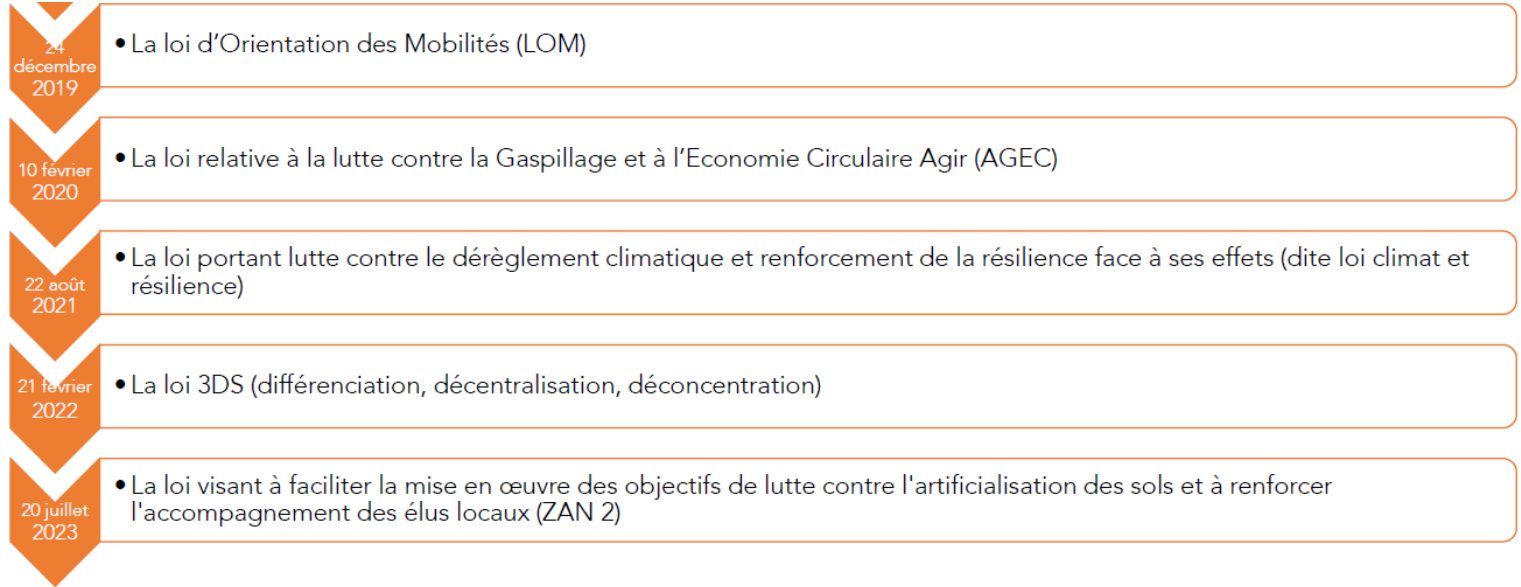 24
décembre
2019
• La loi d’Orientation des Mobilités (LOM)
10 février
2020
• La loi relative à la lutte contre la Gaspillage et à l’Economie Circulaire Agir (AGEC)
22 août
2021
• La loi portant lutte contre le dérèglement climatique et renforcement de la résilience face à ses effets (dite loi climat et
résilience)
21 février
2022
• La loi 3DS (différenciation, décentralisation, déconcentration)
20 juillet
2023
• La loi visant à faciliter la mise en œuvre des objectifs de lutte contre l'artificialisation des sols et à renforcer
l'accompagnement des élus locaux (ZAN 2)